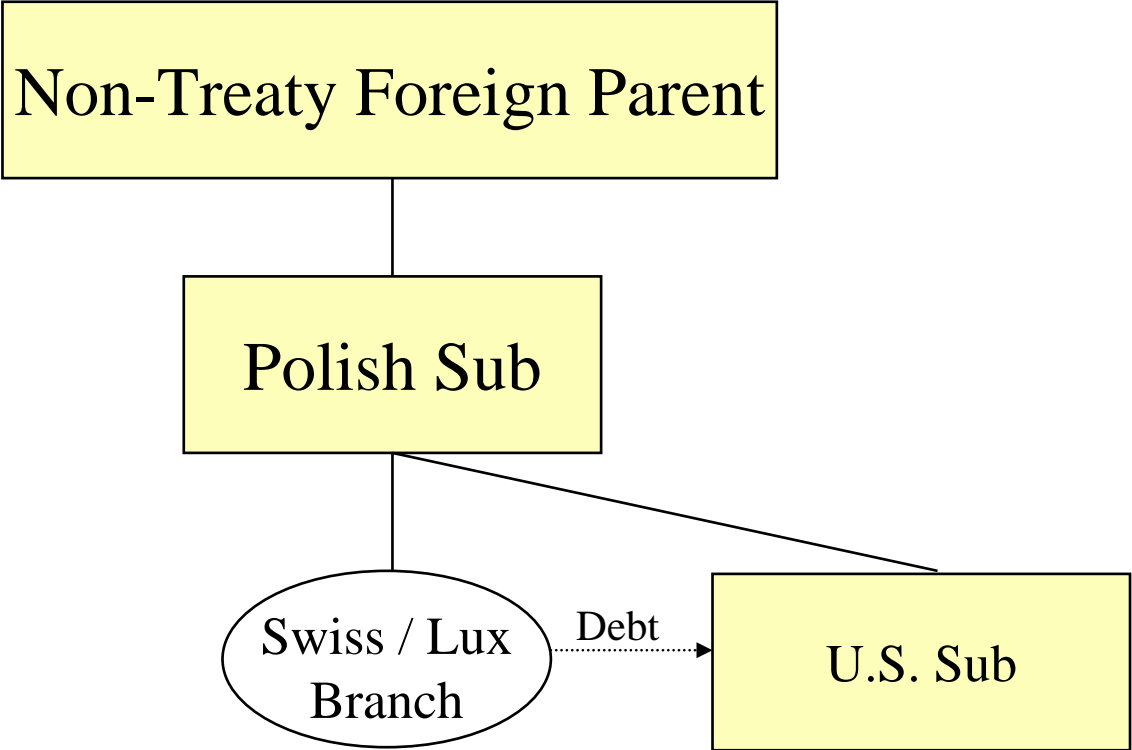 Non-Treaty Foreign Parent
Polish Sub
Swiss / Lux
Branch
Debt
U.S. Sub